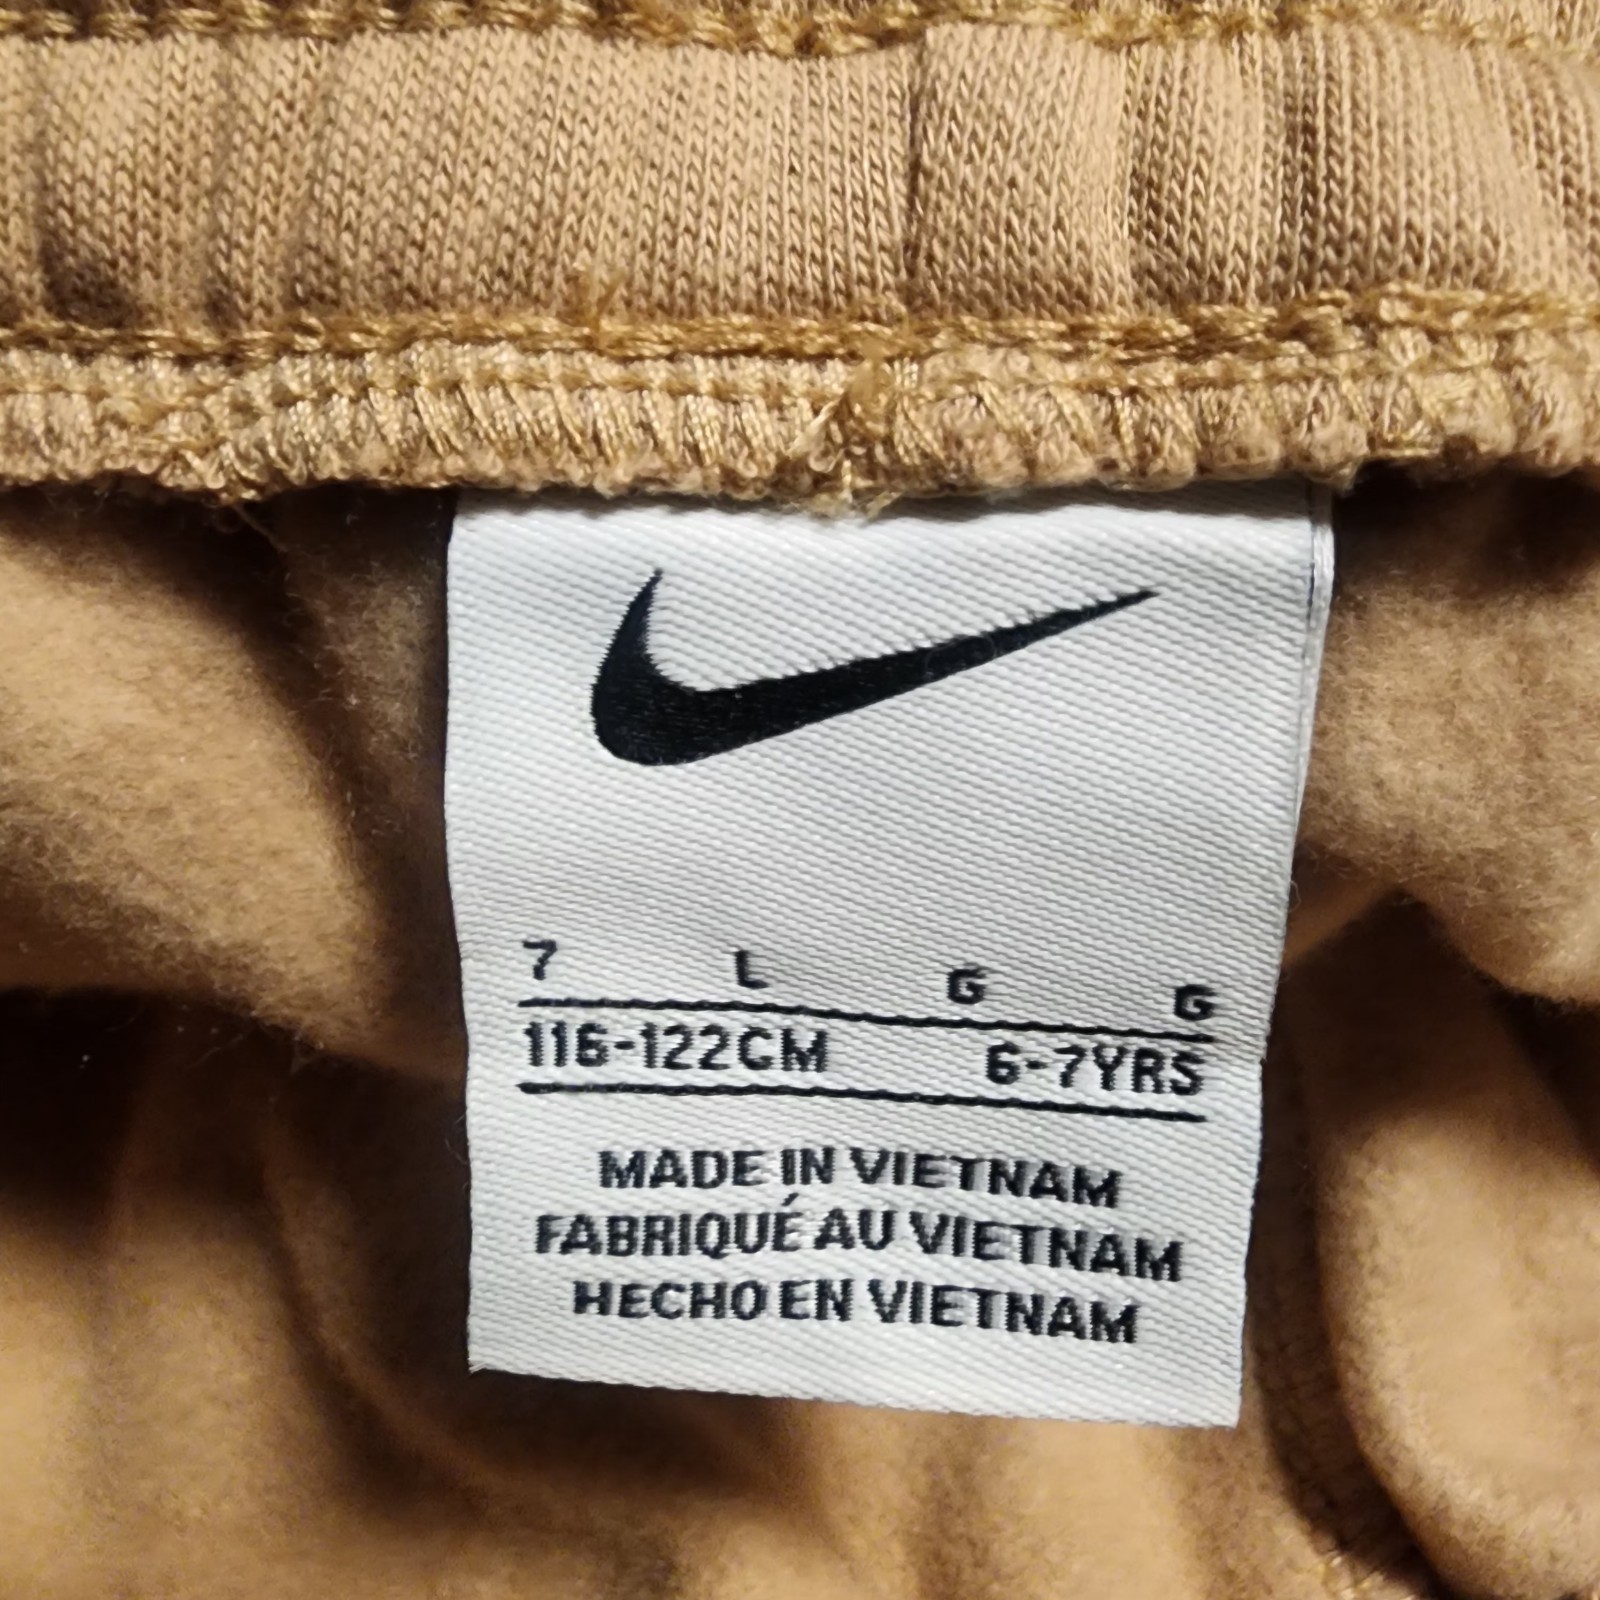 7 L G G
116-122CM 6-7YRS
MADE IN VIETNAM
FABRIQUÉ AU VIETNAM
HECHO EN VIETNAM